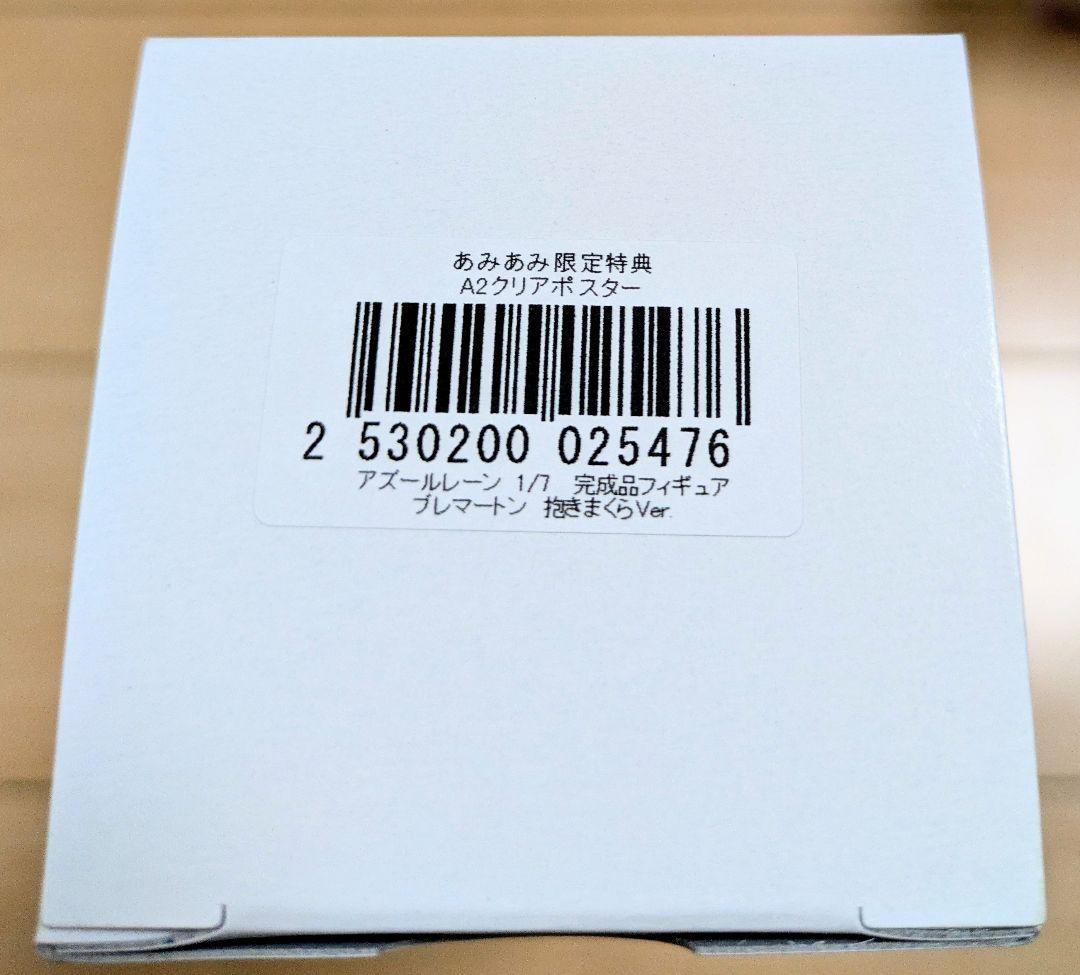 あみあみ限定特典
A2クリアポスター
2 530200 025476
アズールレーン 1/7 完成品フィギュア
ブレマートン 抱きまくらVer.